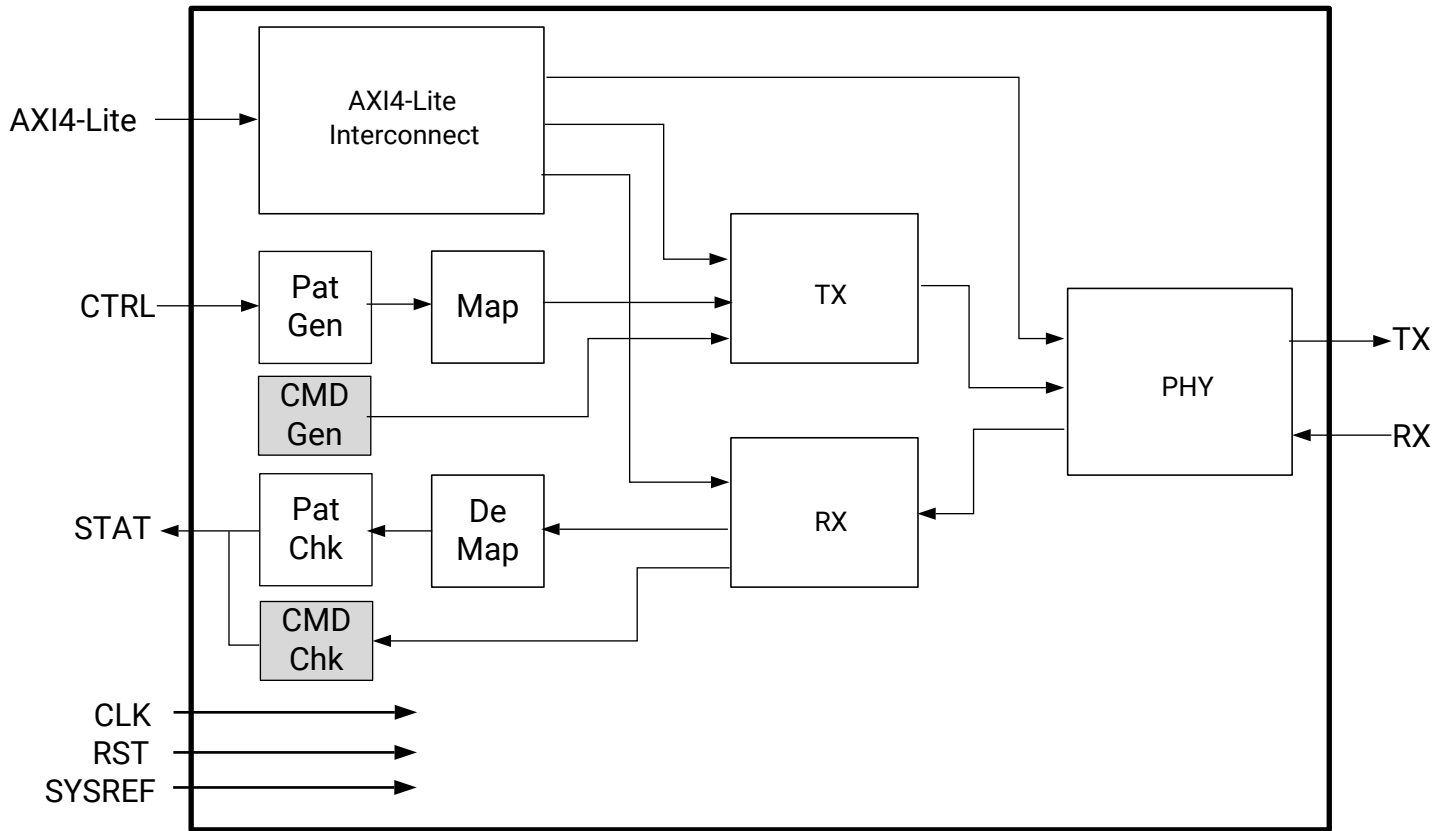 AXI4-Lite
AXI4-Lite
Interconnect
CTRL
Pat
Gen
Map
TX
CMD
Gen
PHY
TX
RX
STAT
Pat
Chk
De
Map
RX
CMD
Chk
CLK
RST
SYSREF